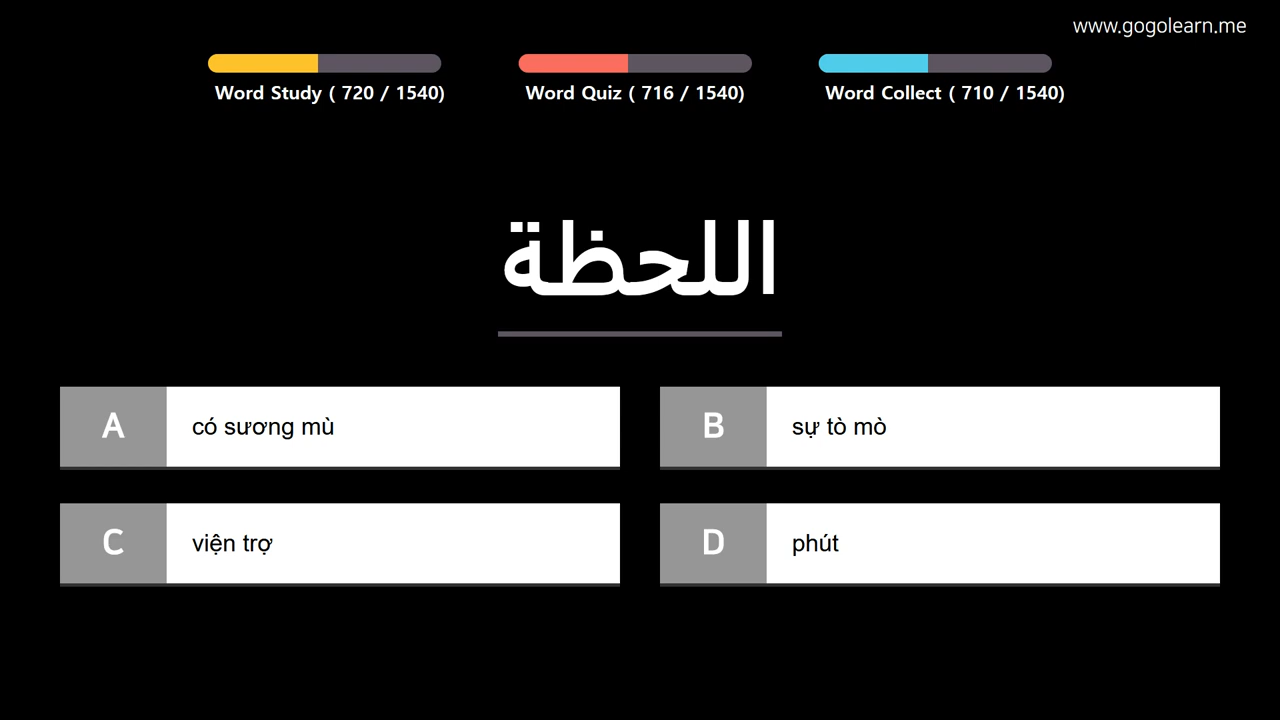 www.gogolearn.me
Word Study ( 720 / 1540)
Word Quiz ( 716 / 1540)
Word Collect ( 710 / 1540)
اللحظة
A
có sương mù
B
sự tò mò
C
viện trợ
D
phút